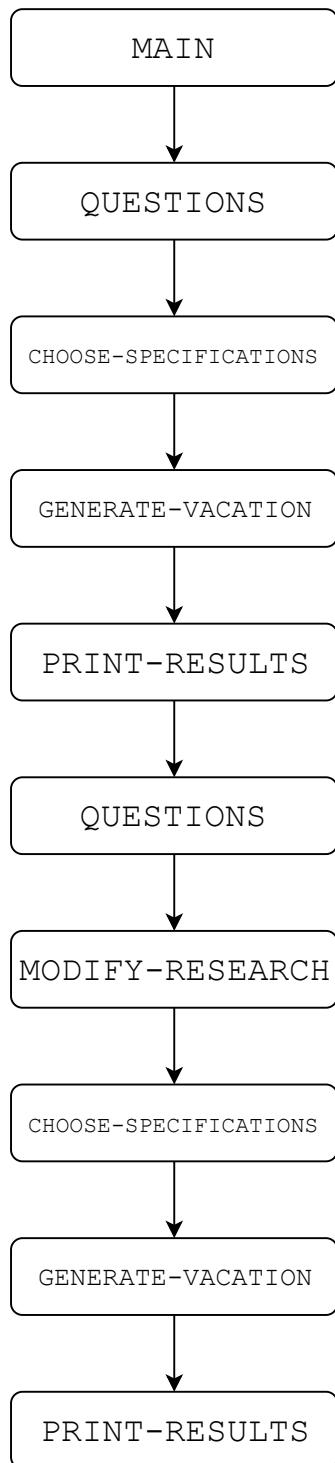 MAIN
QUESTIONS
CHOOSE-SPECIFICATIONS
GENERATE-VACATION
PRINT-RESULTS
QUESTIONS
MODIFY-RESEARCH
CHOOSE-SPECIFICATIONS
GENERATE-VACATION
PRINT-RESULTS